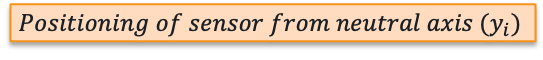 Positioning of sensor from neutral axis (yᵢ)